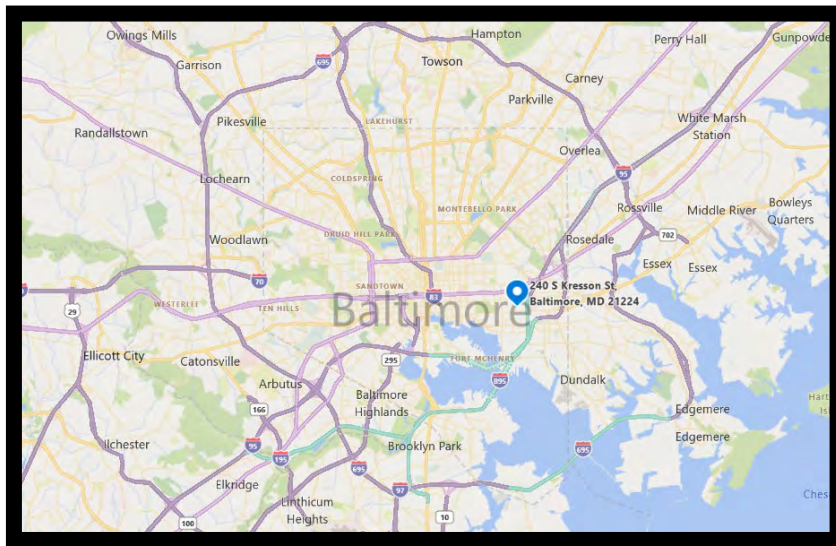 Owings Mills
Hampton
Perry Hall
Gunpowde
Garrison
695
Towson
Carney
Parkville
Randallstown
Pikesville
LAKEHURST
White Marsh
Station
Overlea
95
Lochearn
COLDSPRING
MONTEBELLO PARK
Rossville
Middle River
Bowleys
Quarters
Woodlawn
DRUID HILL PARK
702
Rosedale
70
SANDTOWN
Essex
Essex
29
WESTERLEE
TEN HILLS
83
240 S Kresson St.
Baltimore, MD 21224
Baltimore
Ellicott City
Catonsville
295
FORT MCHENRY
895
Arbutus
Dundalk
Baltimore
Highlands
166
Edgemere
Hart
Is
Ilchester
95
195
Brooklyn Park
695
Edgemere
Elkridge
695
97
Linthicum
Heights
100
10
Ches